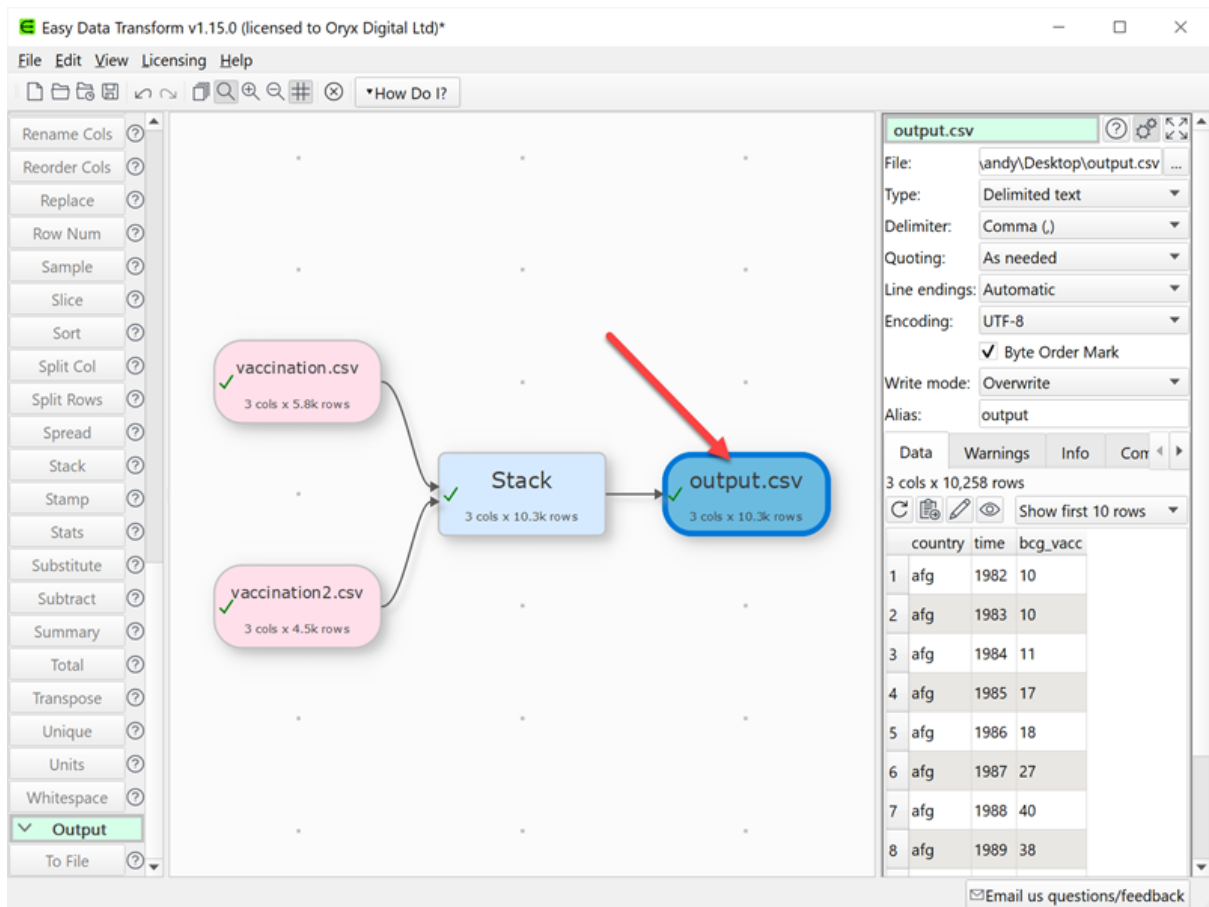 Easy Data Transform v1.15.0 (licensed to Oryx Digital Ltd)*
File Edit View Licensing Help
How Do I?
Rename Cols
Reorder Cols
Replace
Row Num
Sample
Slice
Sort
Split Col
Split Rows
Spread
Stack
Stamp
Stats
Substitute
Subtract
Summary
Total
Transpose
Unique
Units
Whitespace
Output
To File
vaccination.csv
3 cols x 5.8k rows
vaccination2.csv
3 cols x 4.5k rows
Stack
3 cols x 10.3k rows
output.csv
3 cols x 10.3k rows
output.csv
File: \andy\Desktop\output.csv ...
Type: Delimited text
Delimiter: Comma (,)
Quoting: As needed
Line endings: Automatic
Encoding: UTF-8
Byte Order Mark
Write mode: Overwrite
Alias: output
Data Warnings Info Com
3 cols x 10,258 rows
Show first 10 rows
country time bcg_vacc
1 afg 1982 10
2 afg 1983 10
3 afg 1984 11
4 afg 1985 17
5 afg 1986 18
6 afg 1987 27
7 afg 1988 40
8 afg 1989 38
Email us questions/feedback